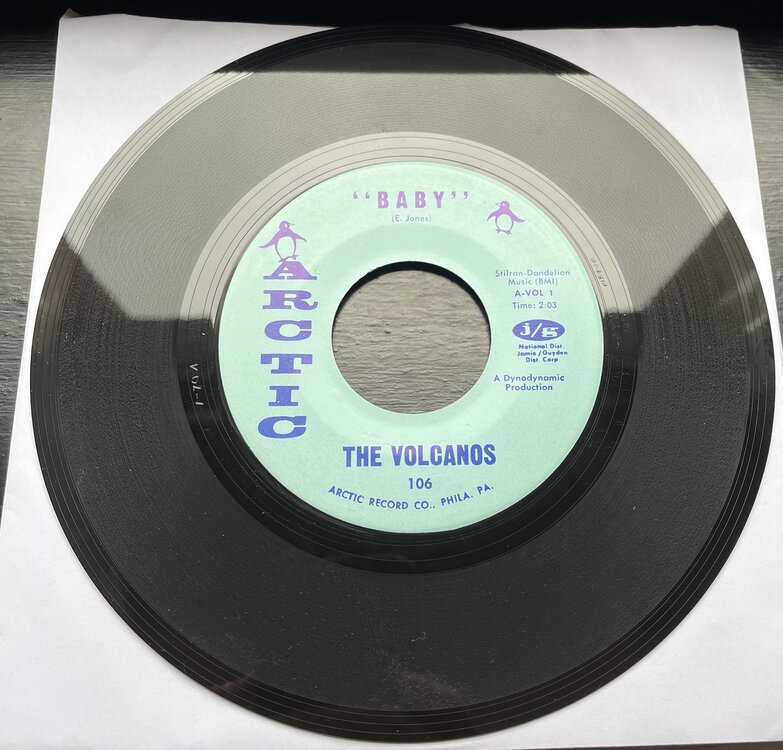 "BABY"
(E. Jones)
ARCTIC
Stilran-Dandelion
Music (BMI)
A-VOL 1
Time: 2:03
j/g
National Dist.
Jamie/Guyden
Dist. Corp
A Dynodynamic
Production
THE VOLCANOS
106
ARCTIC RECORD CO., PHILA. PA.